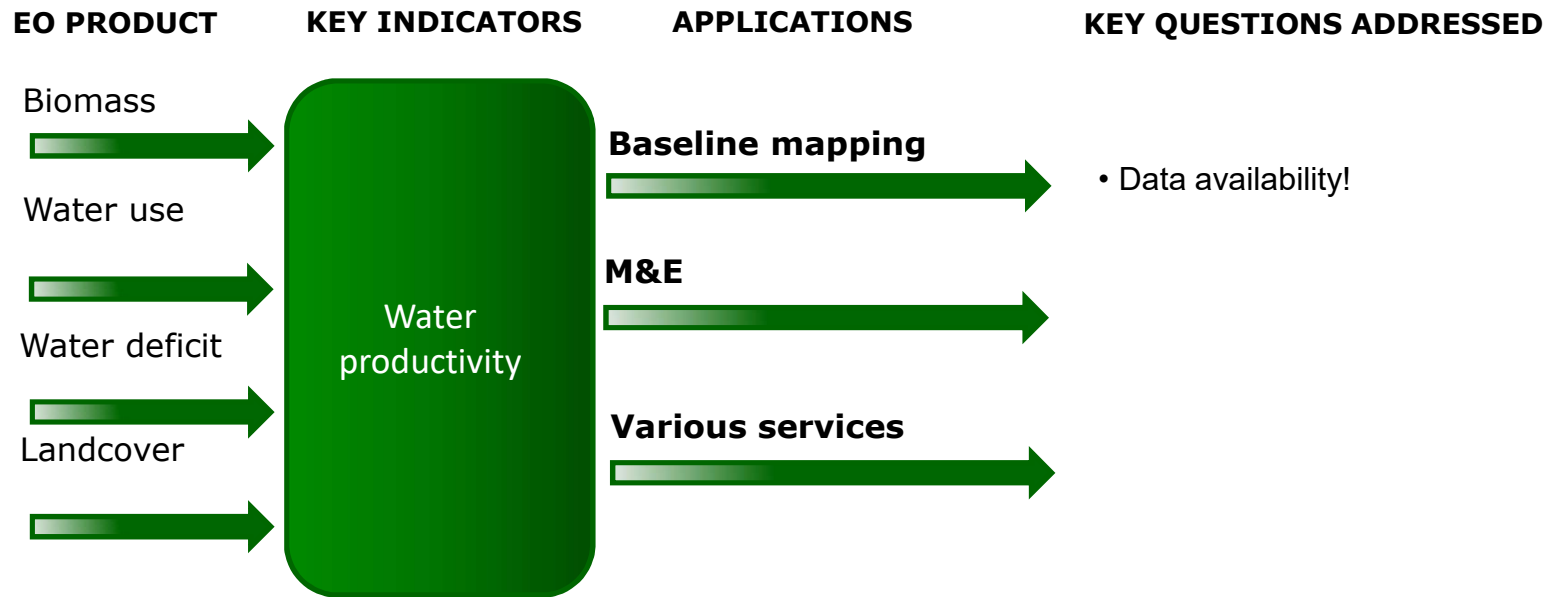 EO PRODUCT
KEY INDICATORS
APPLICATIONS
KEY QUESTIONS ADDRESSED
Biomass
Water use
Water deficit
Landcover
Water
productivity
Baseline mapping
M&E
Various services
• Data availability!